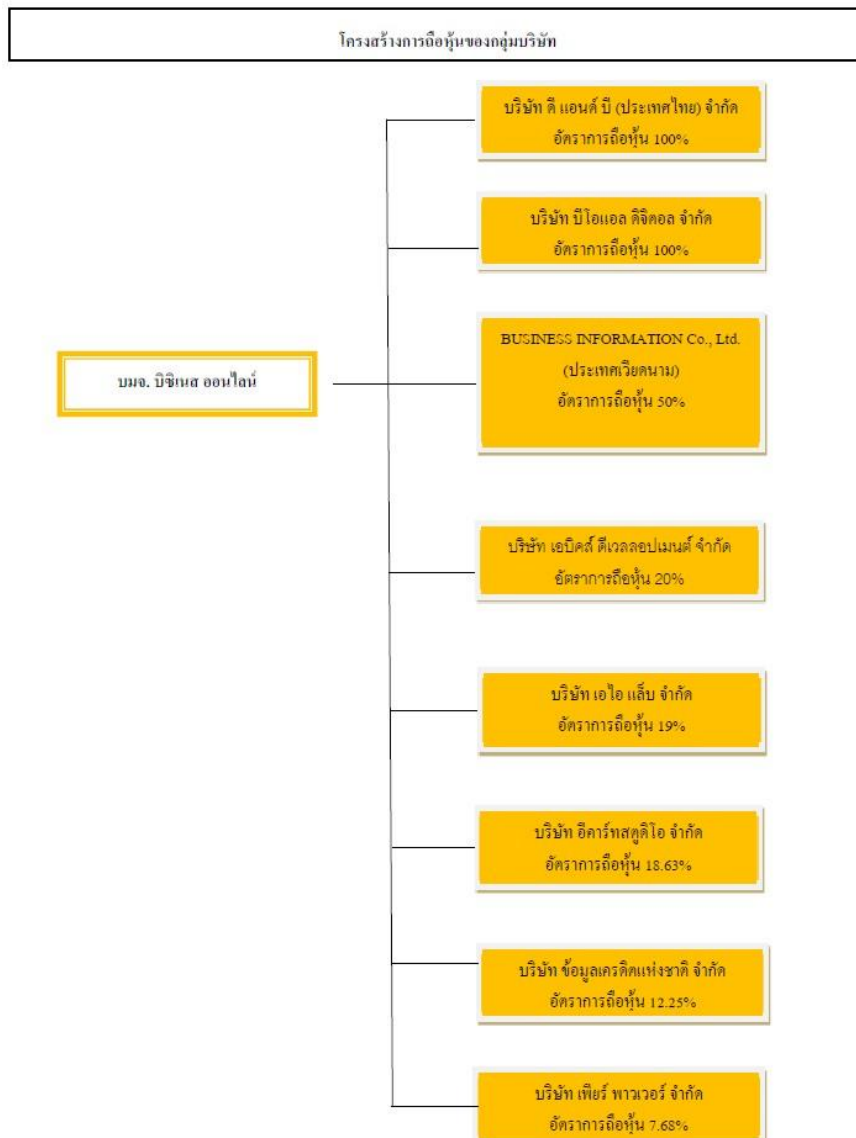 โครงสร้างการถือหุ้นของกลุ่มบริษัท
บริษัท ดี แอนด์ บี (ประเทศไทย) จำกัด
อัตราการถือหุ้น 100%
บริษัท บีโอแอล ดิจิตอล จำกัด
อัตราการถือหุ้น 100%
BUSINESS INFORMATION Co., Ltd.
(ประเทศเวียดนาม)
อัตราการถือหุ้น 50%
บมจ. บิซิเนส ออนไลน์
บริษัท เอบิคส์ ดีเวลลอปเมนต์ จำกัด
อัตราการถือหุ้น 20%
บริษัท เอไอ แล็บ จำกัด
อัตราการถือหุ้น 19%
บริษัท อีคาร์ทสตูดิโอ จำกัด
อัตราการถือหุ้น 18.63%
บริษัท ข้อมูลเครดิตแห่งชาติ จำกัด
อัตราการถือหุ้น 12.25%
บริษัท เพียร์ พาวเวอร์ จำกัด
อัตราการถือหุ้น 7.68%